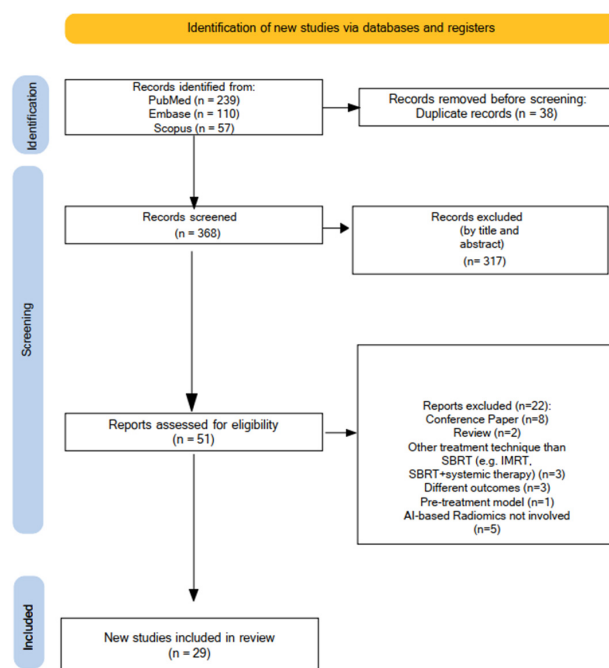 Identification of new studies via databases and registers
Identification
Records identified from:
PubMed (n = 239)
Embase (n = 110)
Scopus (n = 57)
Records removed before screening:
Duplicate records (n = 38)
Screening
Records screened
(n = 368)
Records excluded
(by title and
abstract)
(n = 317)
Reports assessed for eligibility
(n = 51)
Reports excluded (n=22):
Conference Paper (n=8)
Review (n=2)
Other treatment technique than
SBRT (e.g. IMRT,
SBRT+systemic therapy) (n=3)
Different outcomes (n=3)
Pre-treatment model (n=1)
AI-based Radiomics not involved
(n=5)
Included
New studies included in review
(n = 29)